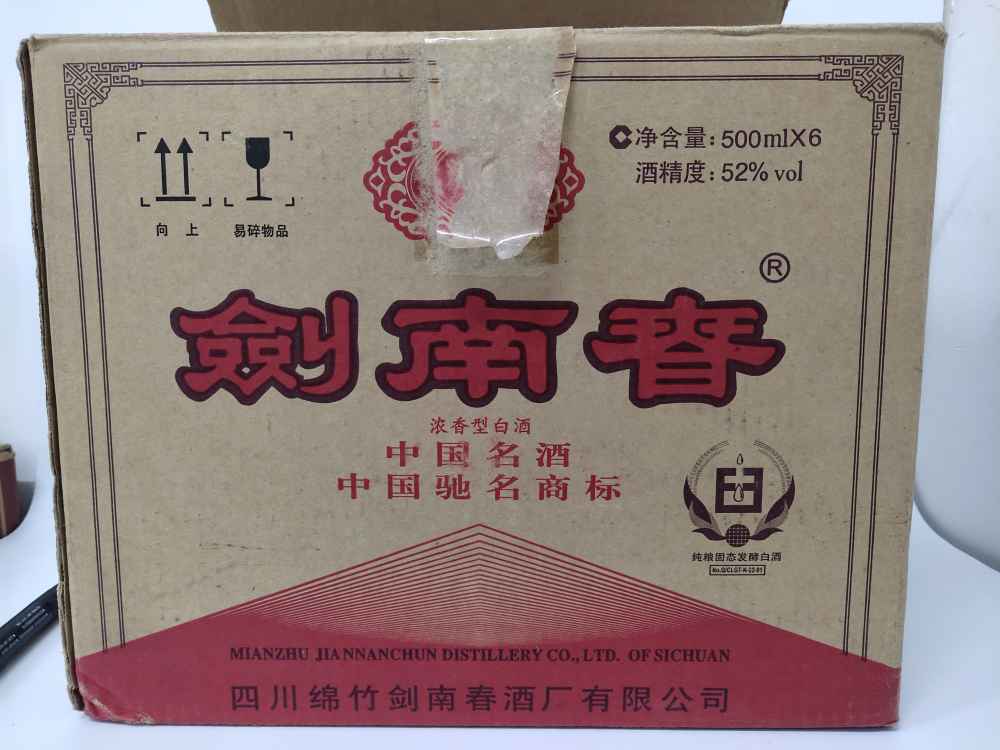 净含量：500mlX6
酒精度：52% vol
向 上
易碎物品
®
劍南春
浓香型白酒
中国名酒
中国驰名商标
纯粮固态发酵白酒
MIANZHU JIANNANCHUN DISTILLERY CO., LTD. OF SICHUAN
四川绵竹剑南春酒厂有限公司